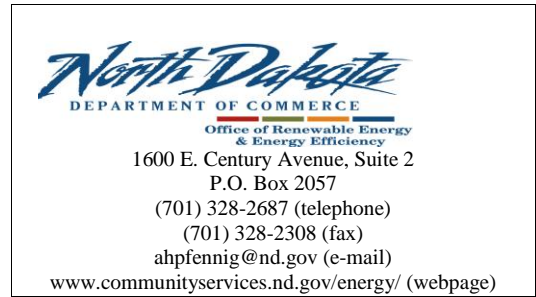 North Dakota
DEPARTMENT OF COMMERCE
Office of Renewable Energy
& Energy Efficiency
1600 E. Century Avenue, Suite 2
P.O. Box 2057
(701) 328-2687 (telephone)
(701) 328-2308 (fax)
ahpfennig@nd.gov (e-mail)
www.communityservices.nd.gov/energy/ (webpage)